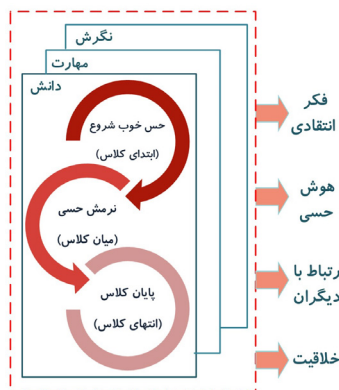 نگرش
مهارت
دانش
حس خوب شروع
(ابتدای کلاس)
نرمش حسی
(میان کلاس)
پایان کلاس
(انتهای کلاس)
فکر
انتقادی
هوش
حسی
ارتباط با
دیگران
خلاقیت